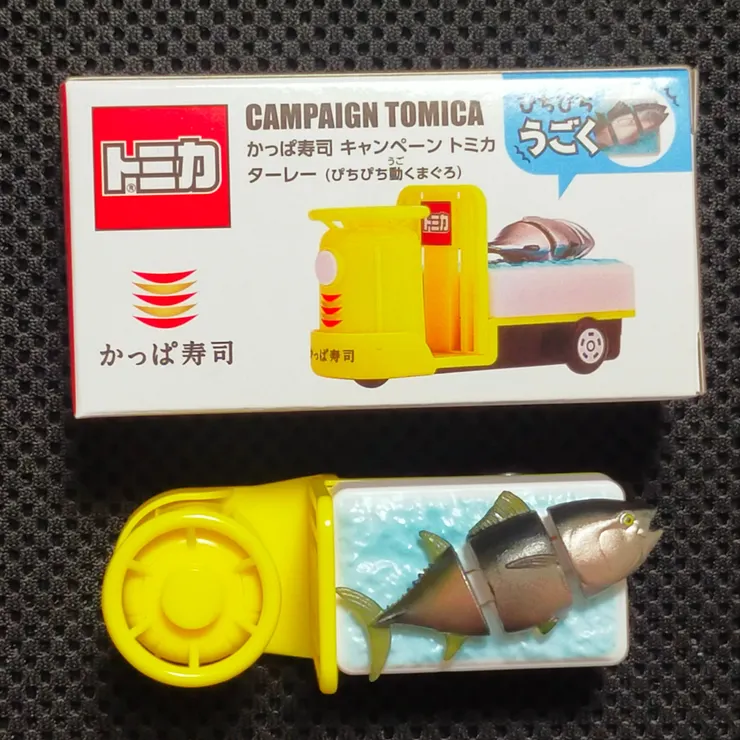 トミカ®
CAMPAIGN TOMICA
かっぱ寿司 キャンペーン トミカ
うご
ターレー（ぴちぴち動くまぐろ）
ぴちぴち
うごく
トミカ
かっぱ寿司
かっぱ寿司